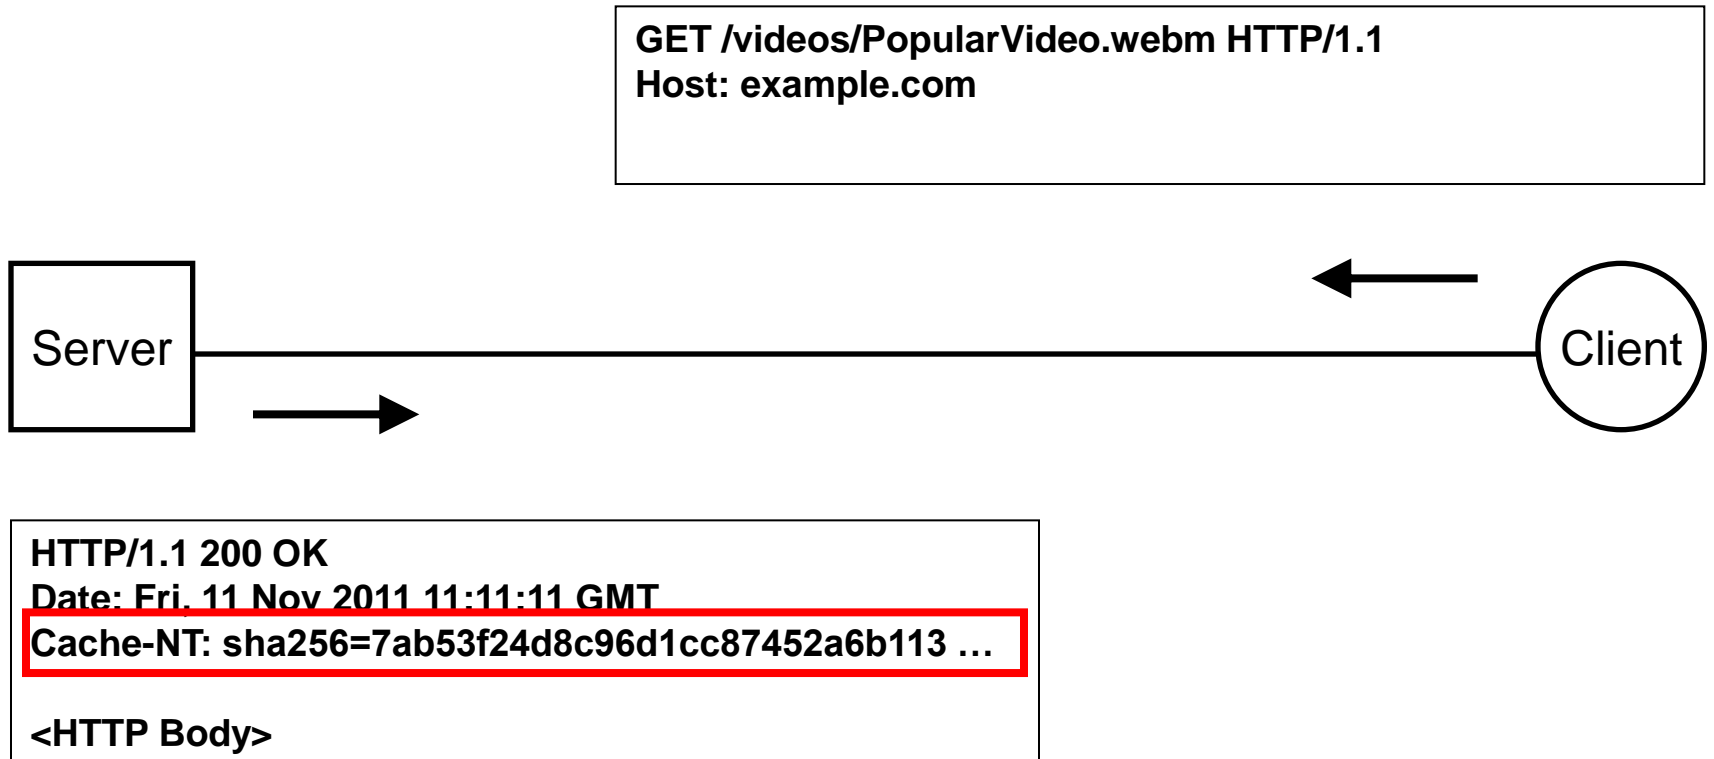 GET /videos/PopularVideo.webm HTTP/1.1
Host: example.com
Server
Client
HTTP/1.1 200 OK
Date: Fri, 11 Nov 2011 11:11:11 GMT
Cache-NT: sha256=7ab53f24d8c96d1cc87452a6b113 …
<HTTP Body>